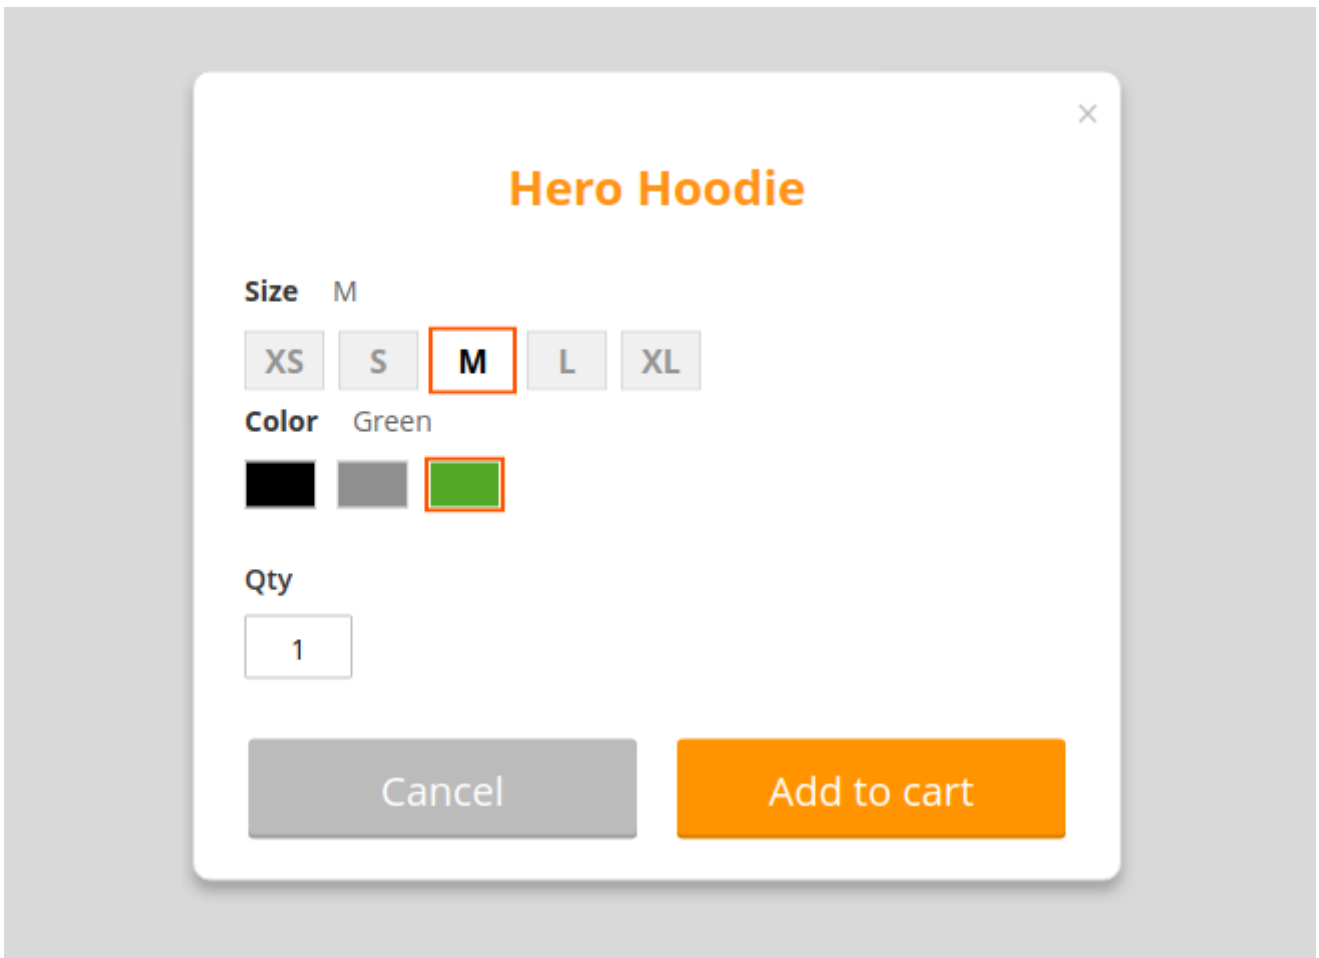 ×
Hero Hoodie
Size M
XS S M L XL
Color Green
Qty
1
Cancel Add to cart